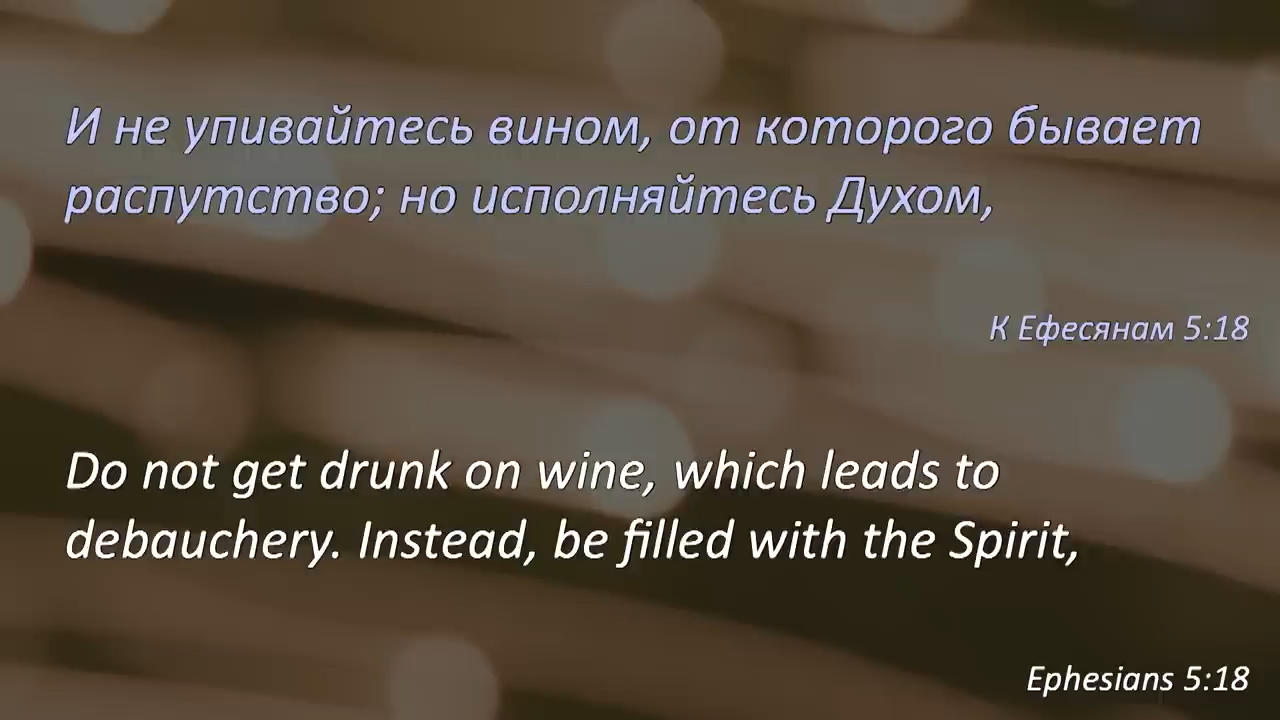 И не упивайтесь вином, от которого бывает
распутство; но исполняйтесь Духом,
К Ефесянам 5:18
Do not get drunk on wine, which leads to
debauchery. Instead, be filled with the Spirit,
Ephesians 5:18